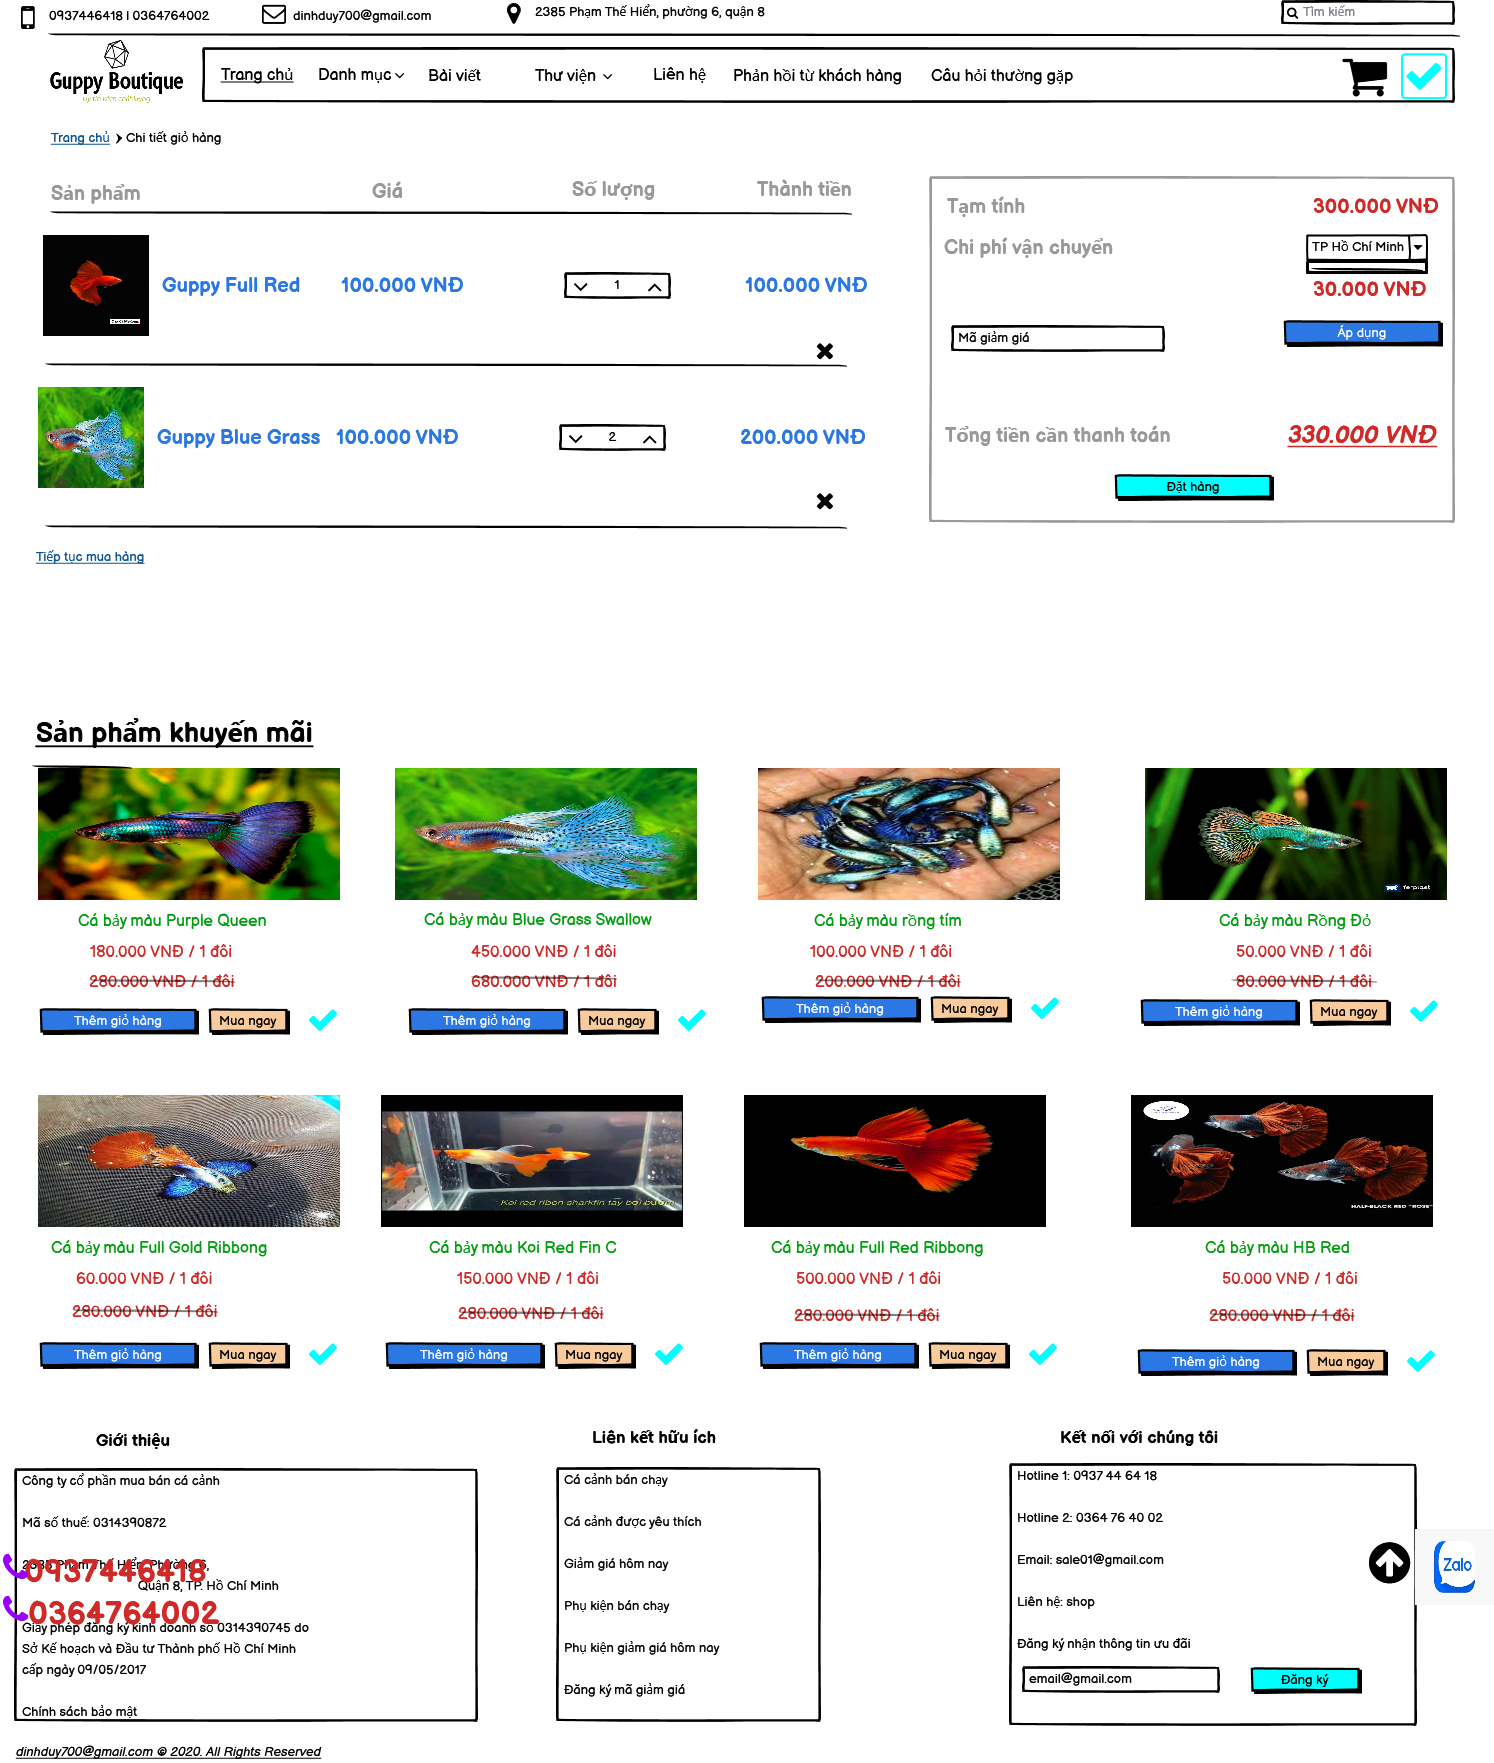 0937446418 I 0364764002
dinhduy700@gmail.com
2385 Phạm Thế Hiển, phường 6, quận 8
Tìm kiếm
Guppy Boutique
Uy tín kèm chất lượng
Trang chủ
Danh mục
Bài viết
Thư viện
Liên hệ
Phản hồi từ khách hàng
Câu hỏi thường gặp
Trang chủ
Chi tiết giỏ hàng
Sản phẩm
Giá
Số lượng
Thành tiền
Guppy Full Red
100.000 VNĐ
1
100.000 VNĐ
Guppy Blue Grass
100.000 VNĐ
2
200.000 VNĐ
Tiếp tục mua hàng
Tạm tính
300.000 VNĐ
Chi phí vận chuyển
TP Hồ Chí Minh
30.000 VNĐ
Mã giảm giá
Áp dụng
Tổng tiền cần thanh toán
330.000 VNĐ
Đặt hàng
Sản phẩm khuyến mãi
ferplast
Cá bảy màu Purple Queen
Cá bảy màu Blue Grass Swallow
Cá bảy màu rồng tím
Cá bảy màu Rồng Đỏ
180.000 VNĐ / 1 đôi
450.000 VNĐ / 1 đôi
100.000 VNĐ / 1 đôi
50.000 VNĐ / 1 đôi
280.000 VNĐ / 1 đôi
680.000 VNĐ / 1 đôi
200.000 VNĐ / 1 đôi
80.000 VNĐ / 1 đôi
Thêm giỏ hàng
Mua ngay
Thêm giỏ hàng
Mua ngay
Thêm giỏ hàng
Mua ngay
Thêm giỏ hàng
Mua ngay
Koi red ribon sharkfin tây bơi bướm
HALF-BLACK RED "ROSE"
Cá bảy màu Full Gold Ribbong
Cá bảy màu Koi Red Fin C
Cá bảy màu Full Red Ribbong
Cá bảy màu HB Red
60.000 VNĐ / 1 đôi
150.000 VNĐ / 1 đôi
500.000 VNĐ / 1 đôi
50.000 VNĐ / 1 đôi
280.000 VNĐ / 1 đôi
280.000 VNĐ / 1 đôi
280.000 VNĐ / 1 đôi
280.000 VNĐ / 1 đôi
Thêm giỏ hàng
Mua ngay
Thêm giỏ hàng
Mua ngay
Thêm giỏ hàng
Mua ngay
Thêm giỏ hàng
Mua ngay
Giới thiệu
Công ty cổ phần mua bán cá cảnh
Mã số thuế: 0314390872
2385 Phạm Thế Hiển, Phường 6,
Quận 8, TP. Hồ Chí Minh
Giấy phép đăng ký kinh doanh số 0314390745 do
Sở Kế hoạch và Đầu tư Thành phố Hồ Chí Minh
cấp ngày 09/05/2017
Chính sách bảo mật
0937446418
0364764002
Liên kết hữu ích
Cá cảnh bán chạy
Cá cảnh được yêu thích
Giảm giá hôm nay
Phụ kiện bán chạy
Phụ kiện giảm giá hôm nay
Đăng ký mã giảm giá
Kết nối với chúng tôi
Hotline 1: 0937 44 64 18
Hotline 2: 0364 76 40 02
Email: sale01@gmail.com
Liên hệ: shop
Đăng ký nhận thông tin ưu đãi
email@gmail.com
Đăng ký
Zalo
dinhduy700@gmail.com © 2020. All Rights Reserved